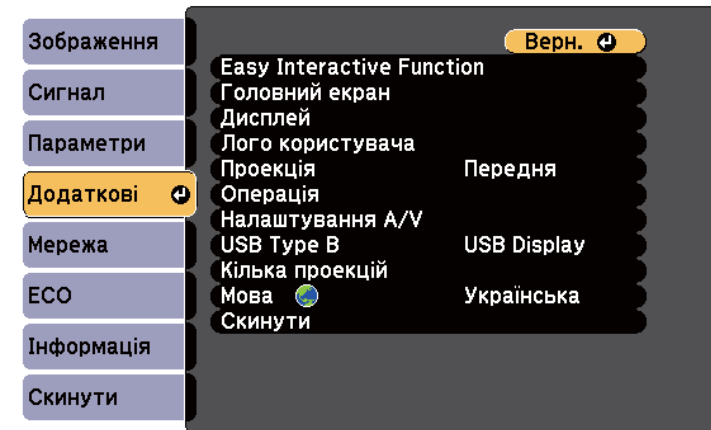 Зображення
Сигнал
Параметри
Додаткові
Мережа
ECO
Інформація
Скинути
Верн.
Easy Interactive Function
Головний екран
Дисплей
Лого користувача
Проекція Передня
Операція
Налаштування A/V
USB Type B USB Display
Кілька проекцій
Мова Українська
Скинути